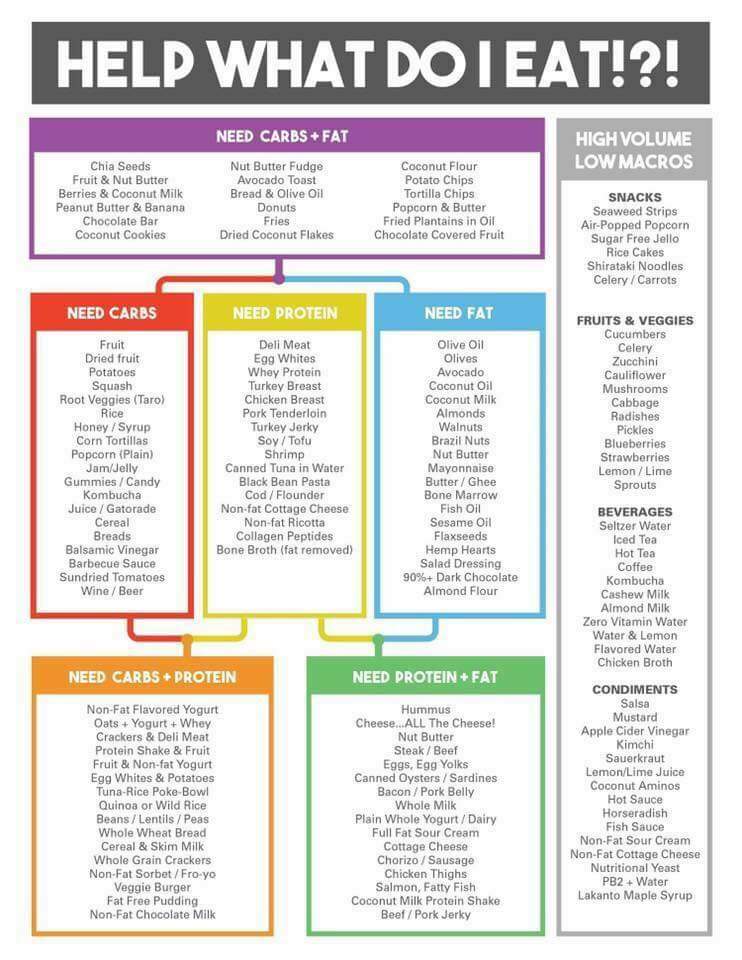 HELP WHAT DO I EAT!?!
NEED CARBS + FAT
Chia Seeds
Fruit & Nut Butter
Berries & Coconut Milk
Peanut Butter & Banana
Chocolate Bar
Coconut Cookies
Nut Butter Fudge
Avocado Toast
Bread & Olive Oil
Donuts
Fries
Dried Coconut Flakes
Coconut Flour
Potato Chips
Tortilla Chips
Popcorn & Butter
Fried Plantains in Oil
Chocolate Covered Fruit
NEED CARBS
Fruit
Dried fruit
Potatoes
Squash
Root Veggies (Taro)
Rice
Honey / Syrup
Corn Tortillas
Popcorn (Plain)
Jam/Jelly
Gummies / Candy
Kombucha
Juice / Gatorade
Cereal
Breads
Balsamic Vinegar
Barbecue Sauce
Sundried Tomatoes
Wine / Beer
NEED PROTEIN
Deli Meat
Egg Whites
Whey Protein
Turkey Breast
Chicken Breast
Pork Tenderloin
Turkey Jerky
Soy / Tofu
Shrimp
Canned Tuna in Water
Black Bean Pasta
Cod / Flounder
Non-fat Cottage Cheese
Non-fat Ricotta
Collagen Peptides
Bone Broth (fat removed)
NEED FAT
Olive Oil
Olives
Avocado
Coconut Oil
Coconut Milk
Almonds
Walnuts
Brazil Nuts
Nut Butter
Mayonnaise
Butter / Ghee
Bone Marrow
Fish Oil
Sesame Oil
Flaxseeds
Hemp Hearts
Salad Dressing
90%+ Dark Chocolate
Almond Flour
NEED CARBS + PROTEIN
Non-Fat Flavored Yogurt
Oats + Yogurt + Whey
Crackers & Deli Meat
Protein Shake & Fruit
Fruit & Non-fat Yogurt
Egg Whites & Potatoes
Tuna-Rice Poke-Bowl
Quinoa or Wild Rice
Beans / Lentils / Peas
Whole Wheat Bread
Cereal & Skim Milk
Whole Grain Crackers
Non-Fat Sorbet / Fro-yo
Veggie Burger
Fat Free Pudding
Non-Fat Chocolate Milk
NEED PROTEIN + FAT
Hummus
Cheese...ALL The Cheese!
Nut Butter
Steak / Beef
Eggs, Egg Yolks
Canned Oysters / Sardines
Bacon / Pork Belly
Whole Milk
Plain Whole Yogurt / Dairy
Full Fat Sour Cream
Cottage Cheese
Chorizo / Sausage
Chicken Thighs
Salmon, Fatty Fish
Coconut Milk Protein Shake
Beef / Pork Jerky
HIGH VOLUME
LOW MACROS
SNACKS
Seaweed Strips
Air-Popped Popcorn
Sugar Free Jello
Rice Cakes
Shirataki Noodles
Celery / Carrots
FRUITS & VEGGIES
Cucumbers
Celery
Zucchini
Cauliflower
Mushrooms
Cabbage
Radishes
Pickles
Blueberries
Strawberries
Lemon / Lime
Sprouts
BEVERAGES
Seltzer Water
Iced Tea
Hot Tea
Coffee
Kombucha
Cashew Milk
Almond Milk
Zero Vitamin Water
Water & Lemon
Flavored Water
Chicken Broth
CONDIMENTS
Salsa
Mustard
Apple Cider Vinegar
Kimchi
Sauerkraut
Lemon/Lime Juice
Coconut Aminos
Hot Sauce
Horseradish
Fish Sauce
Non-Fat Sour Cream
Non-Fat Cottage Cheese
Nutritional Yeast
PB2 + Water
Lakanto Maple Syrup